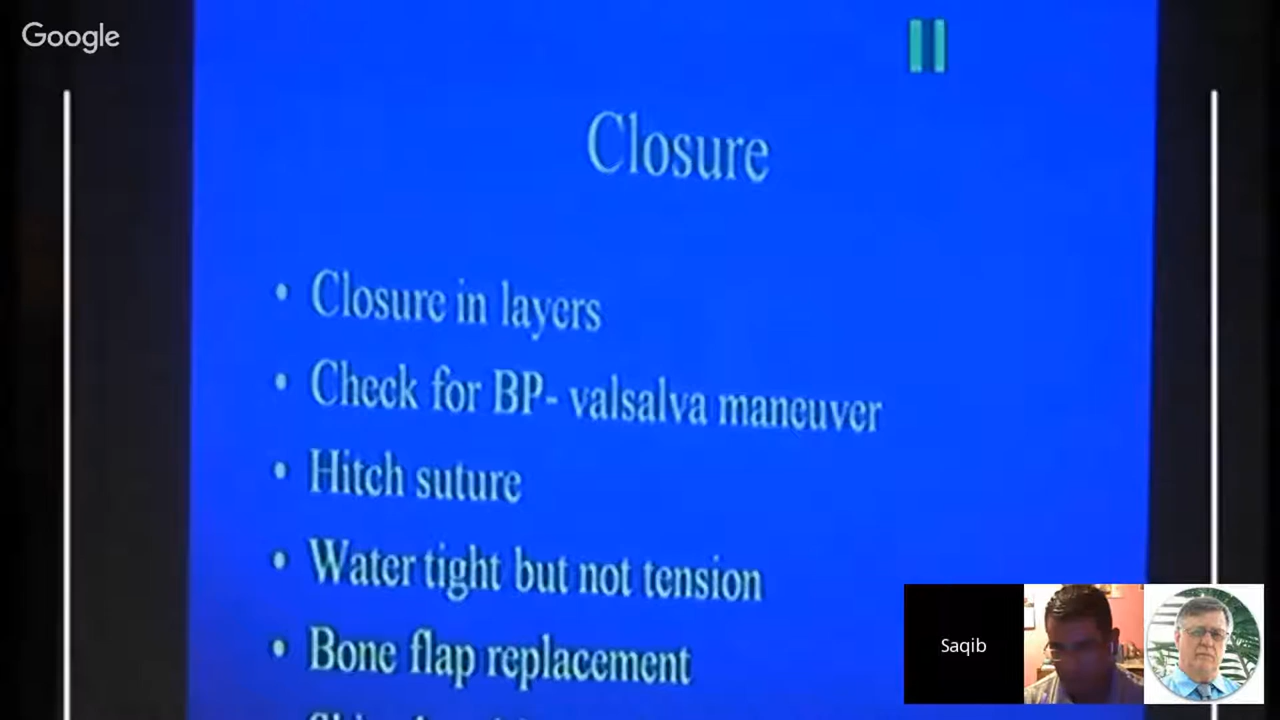 Google
Closure
• Closure in layers
• Check for BP- valsalva maneuver
• Hitch suture
• Water tight but not tension
• Bone flap replacement
Saqib